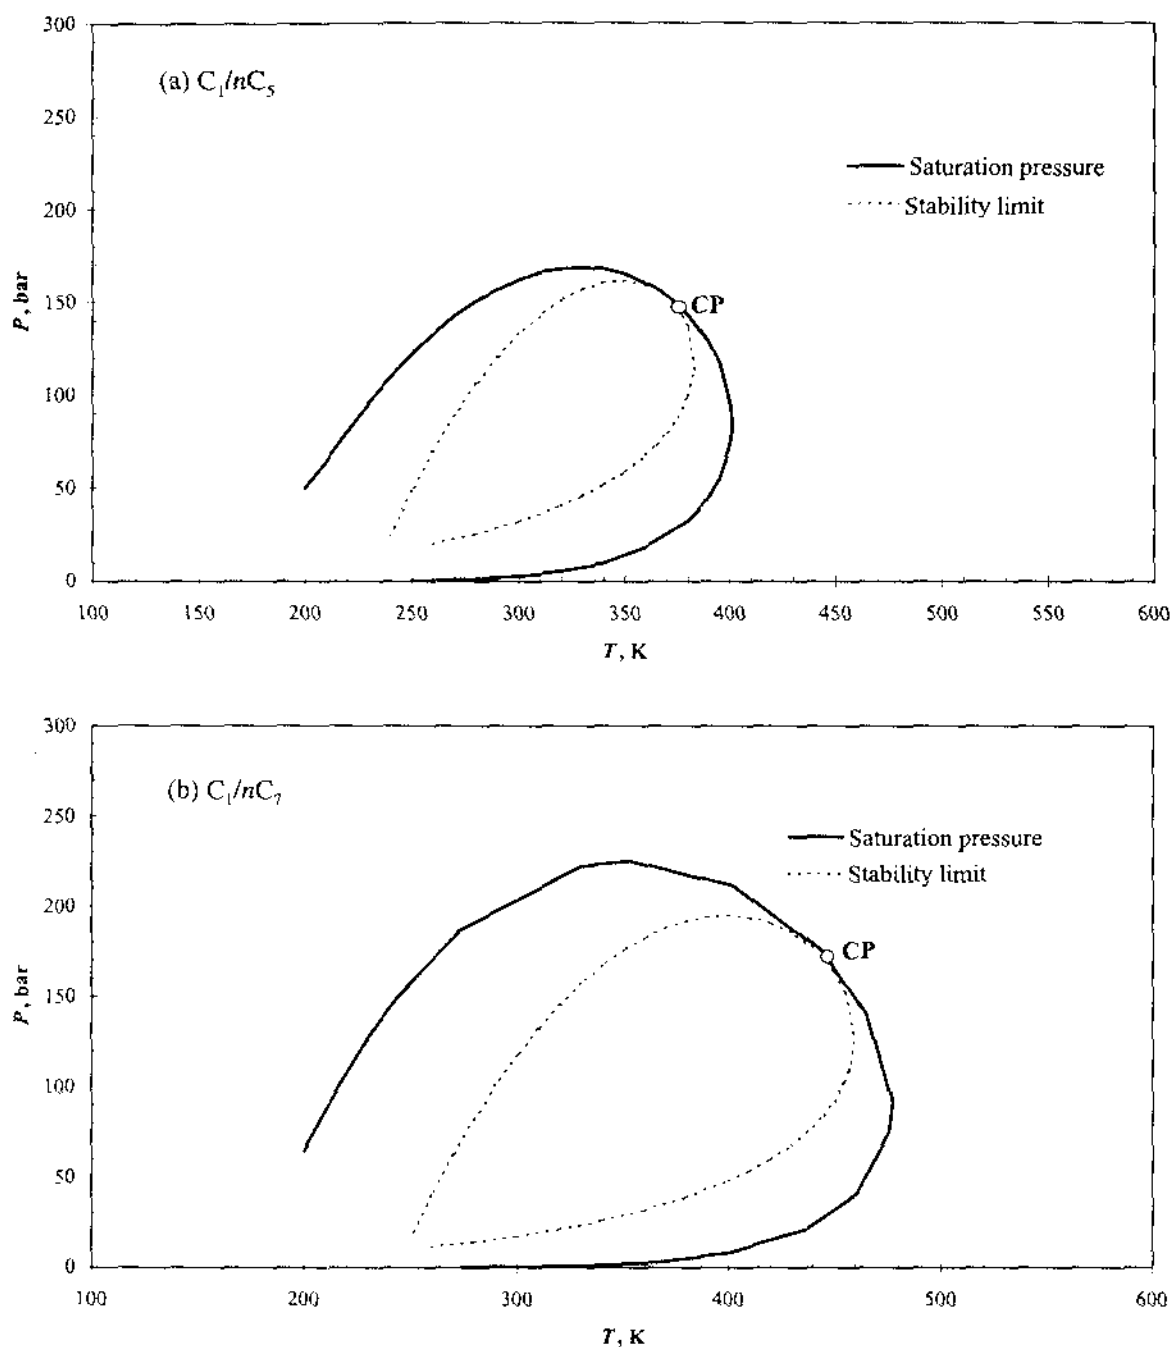 300
(a) C₁/nC₅
250
Saturation pressure
200
Stability limit
P, bar
150
CP
100
50
0
100 200 250 300 350 400 450 500 550 600
T, K
300
(b) C₁/nC₇
250
Saturation pressure
Stability limit
200
CP
P, bar
150
100
50
0
100 200 300 400 500 600
T, K